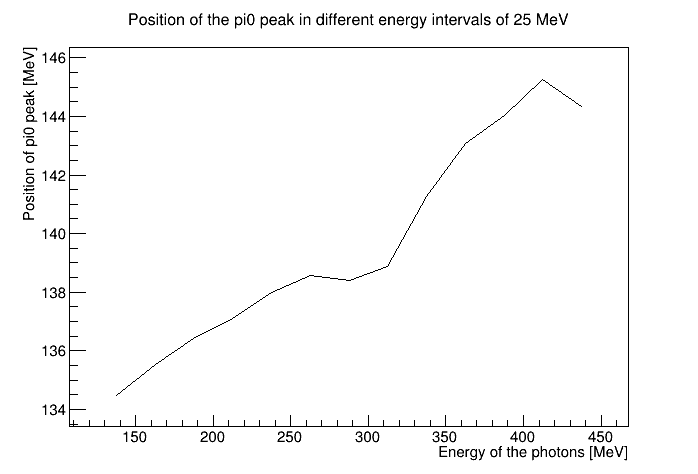 Position of the pi0 peak in different energy intervals of 25 MeV
Position of pi0 peak [MeV]
146
144
142
140
138
136
134
150 200 250 300 350 400 450
Energy of the photons [MeV]